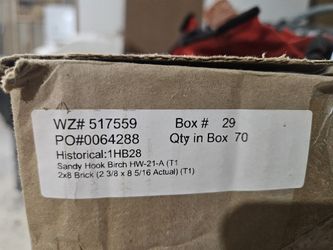 WZ# 517559 Box # 29
PO#0064288 Qty in Box 70
Historical:1HB28
Sandy Hook Birch HW-21-A (T1
2x8 Brick (2 3/8 x 8 5/16 Actual) (T1)